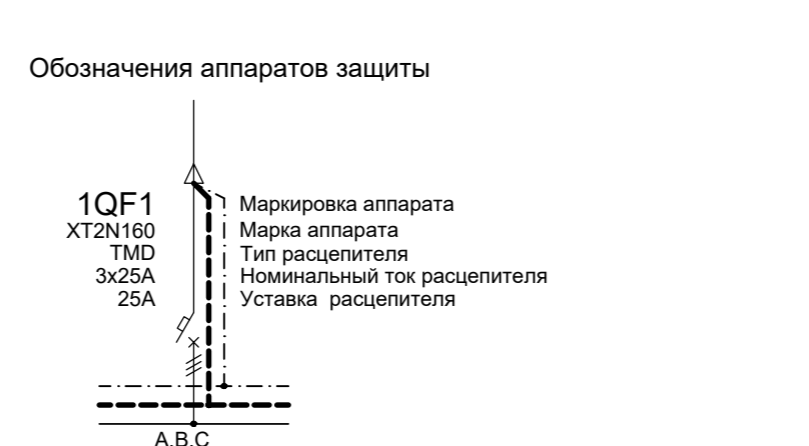 Обозначения аппаратов защиты
1QF1 Маркировка аппарата
XT2N160 Марка аппарата
TMD Тип расцепителя
3x25A Номинальный ток расцепителя
25A Уставка расцепителя
A,B,C